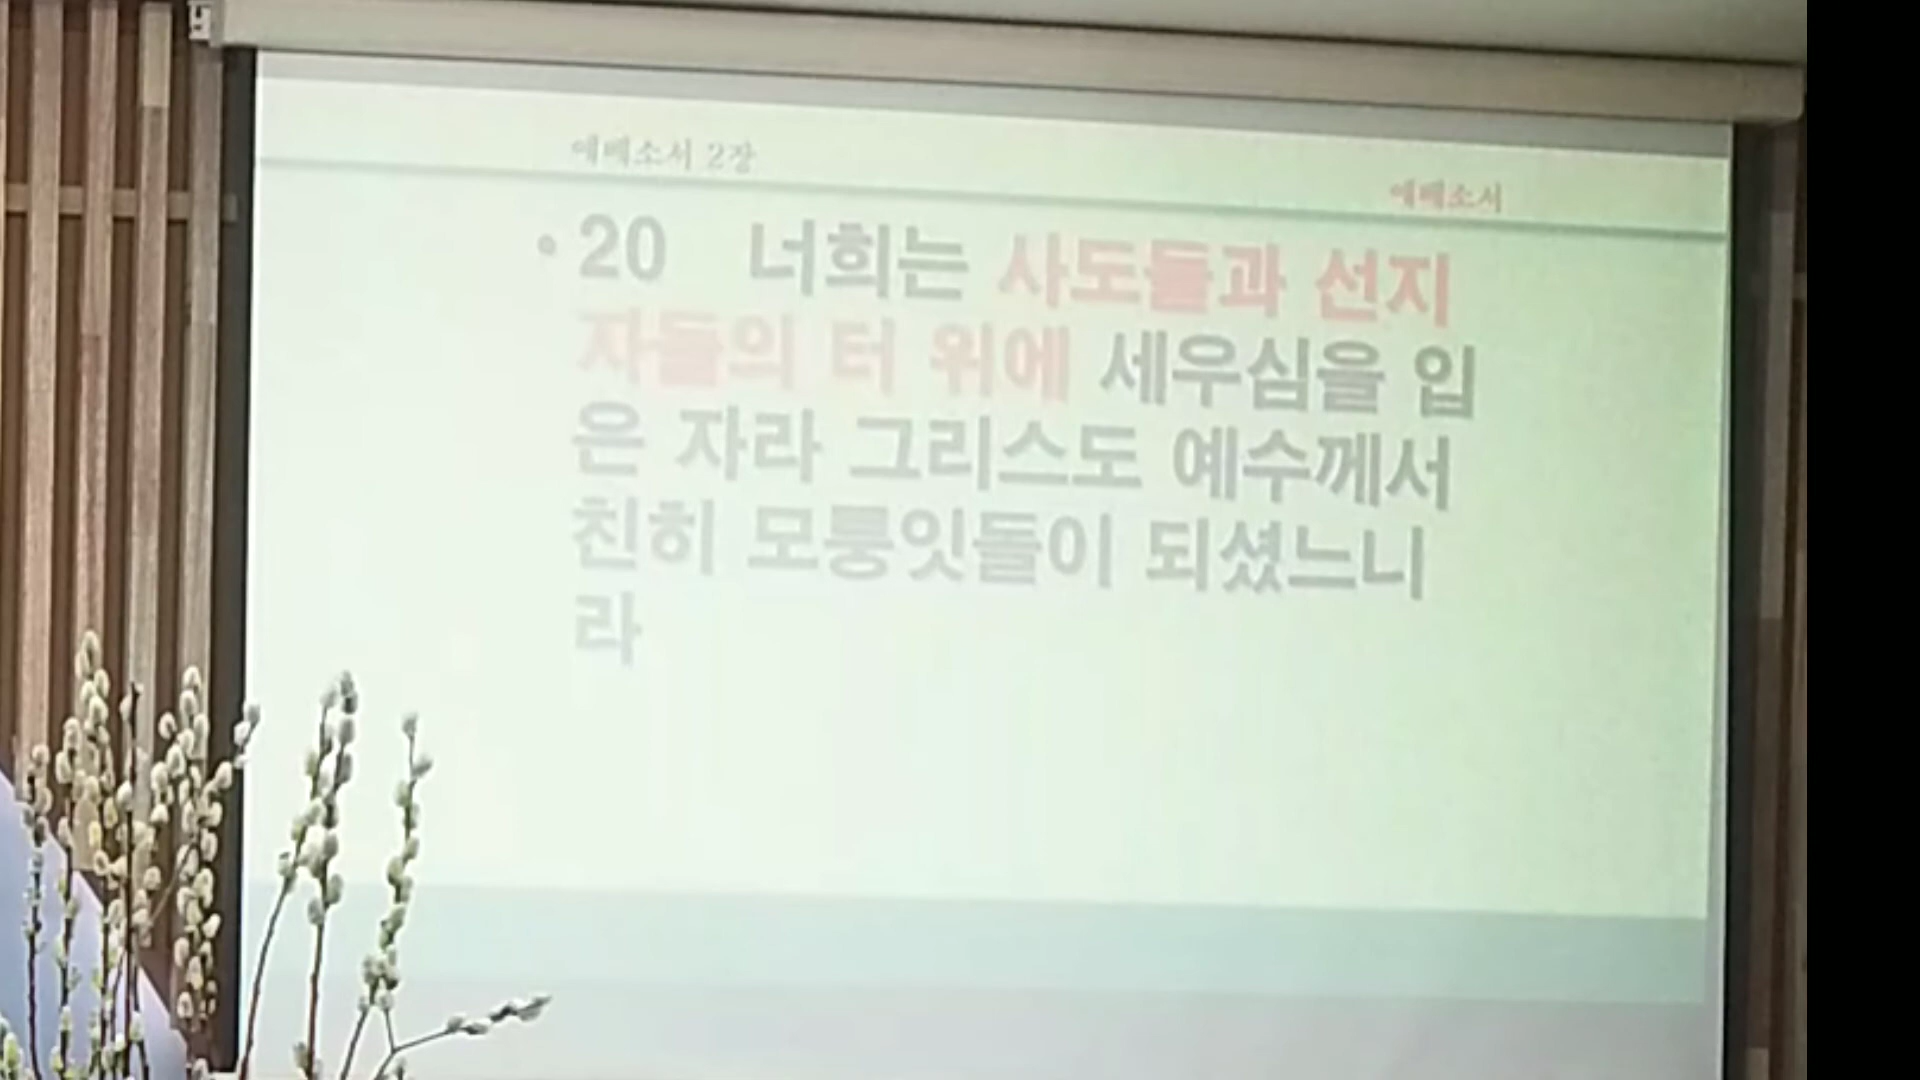 에베소서 2장
에베소서
• 20 너희는 사도들과 선지
자들의 터 위에 세우심을 입
은 자라 그리스도 예수께서
친히 모퉁잇돌이 되셨느니
라